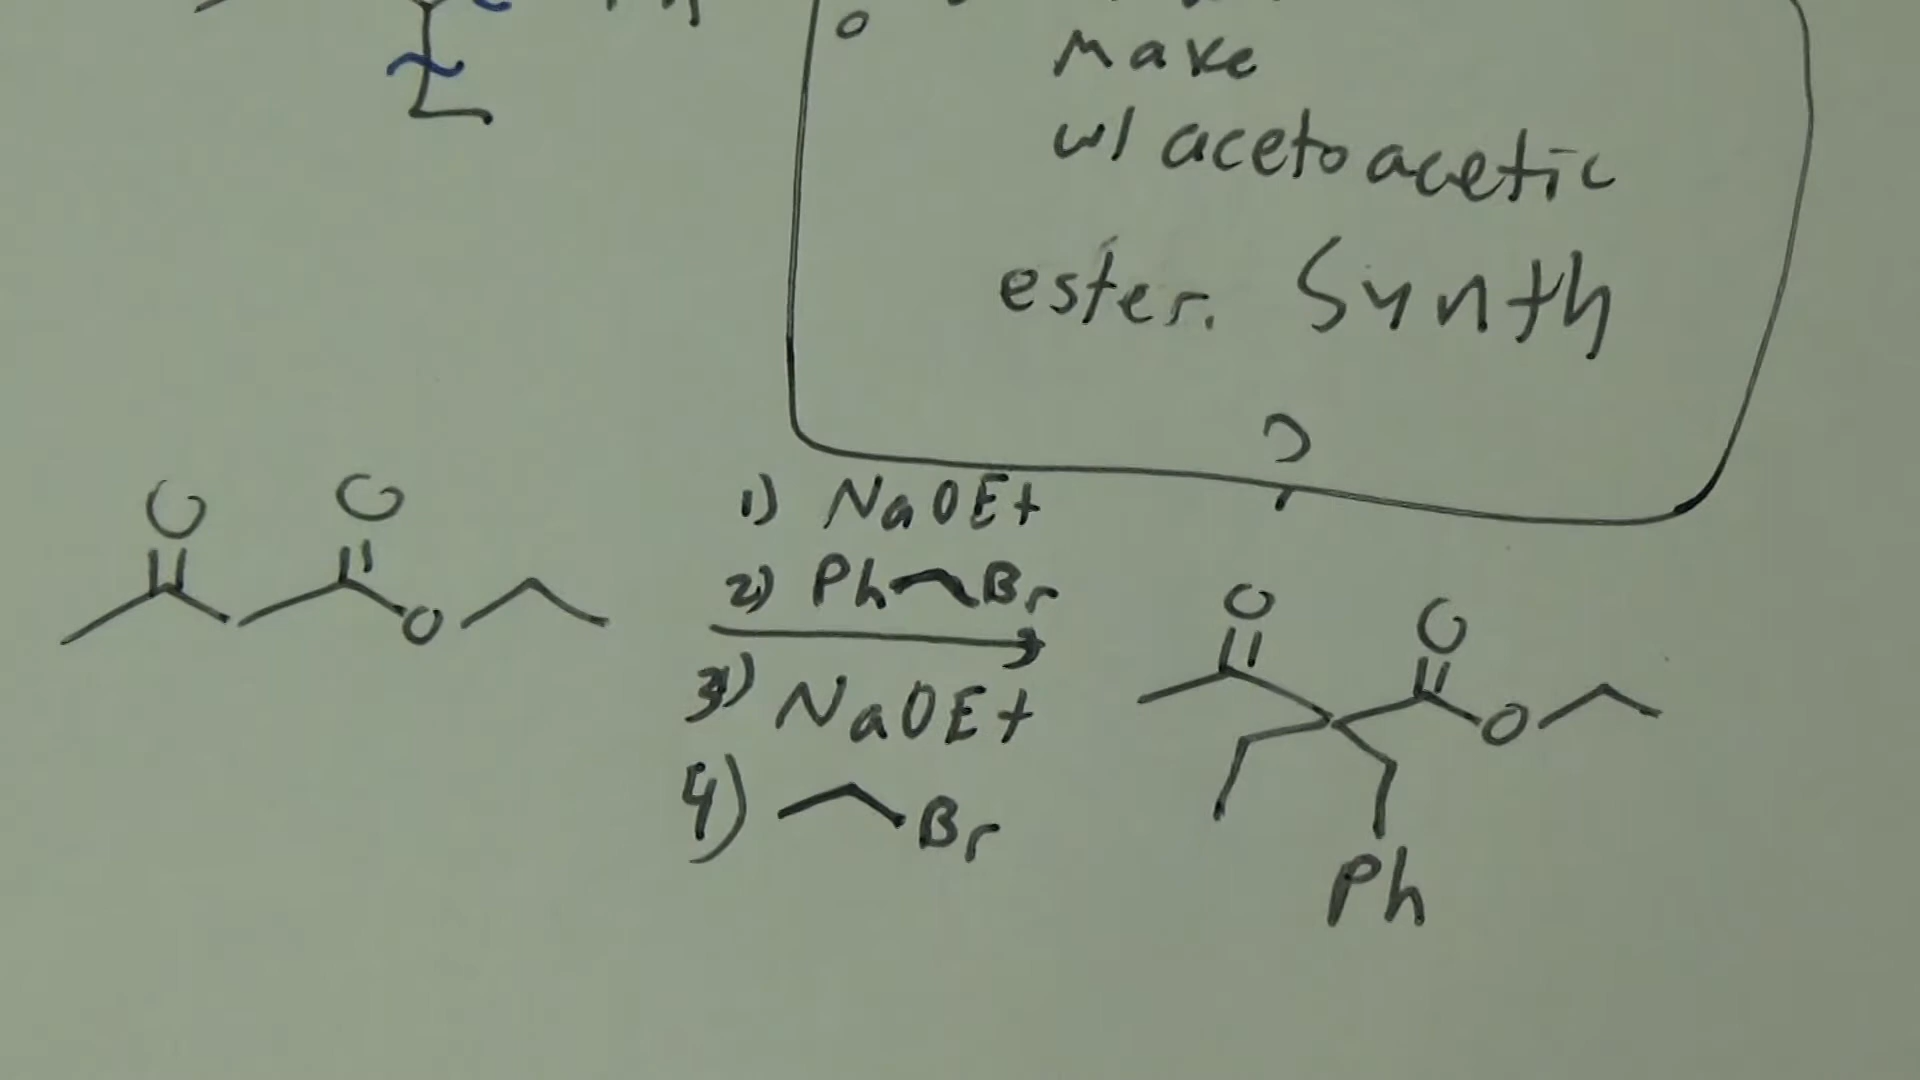 Make
w/ acetoacetic
ester. Synth
?
O O
O
1) NaOEt
2) Ph Br
3) NaOEt
4) Br
O O
O
Ph